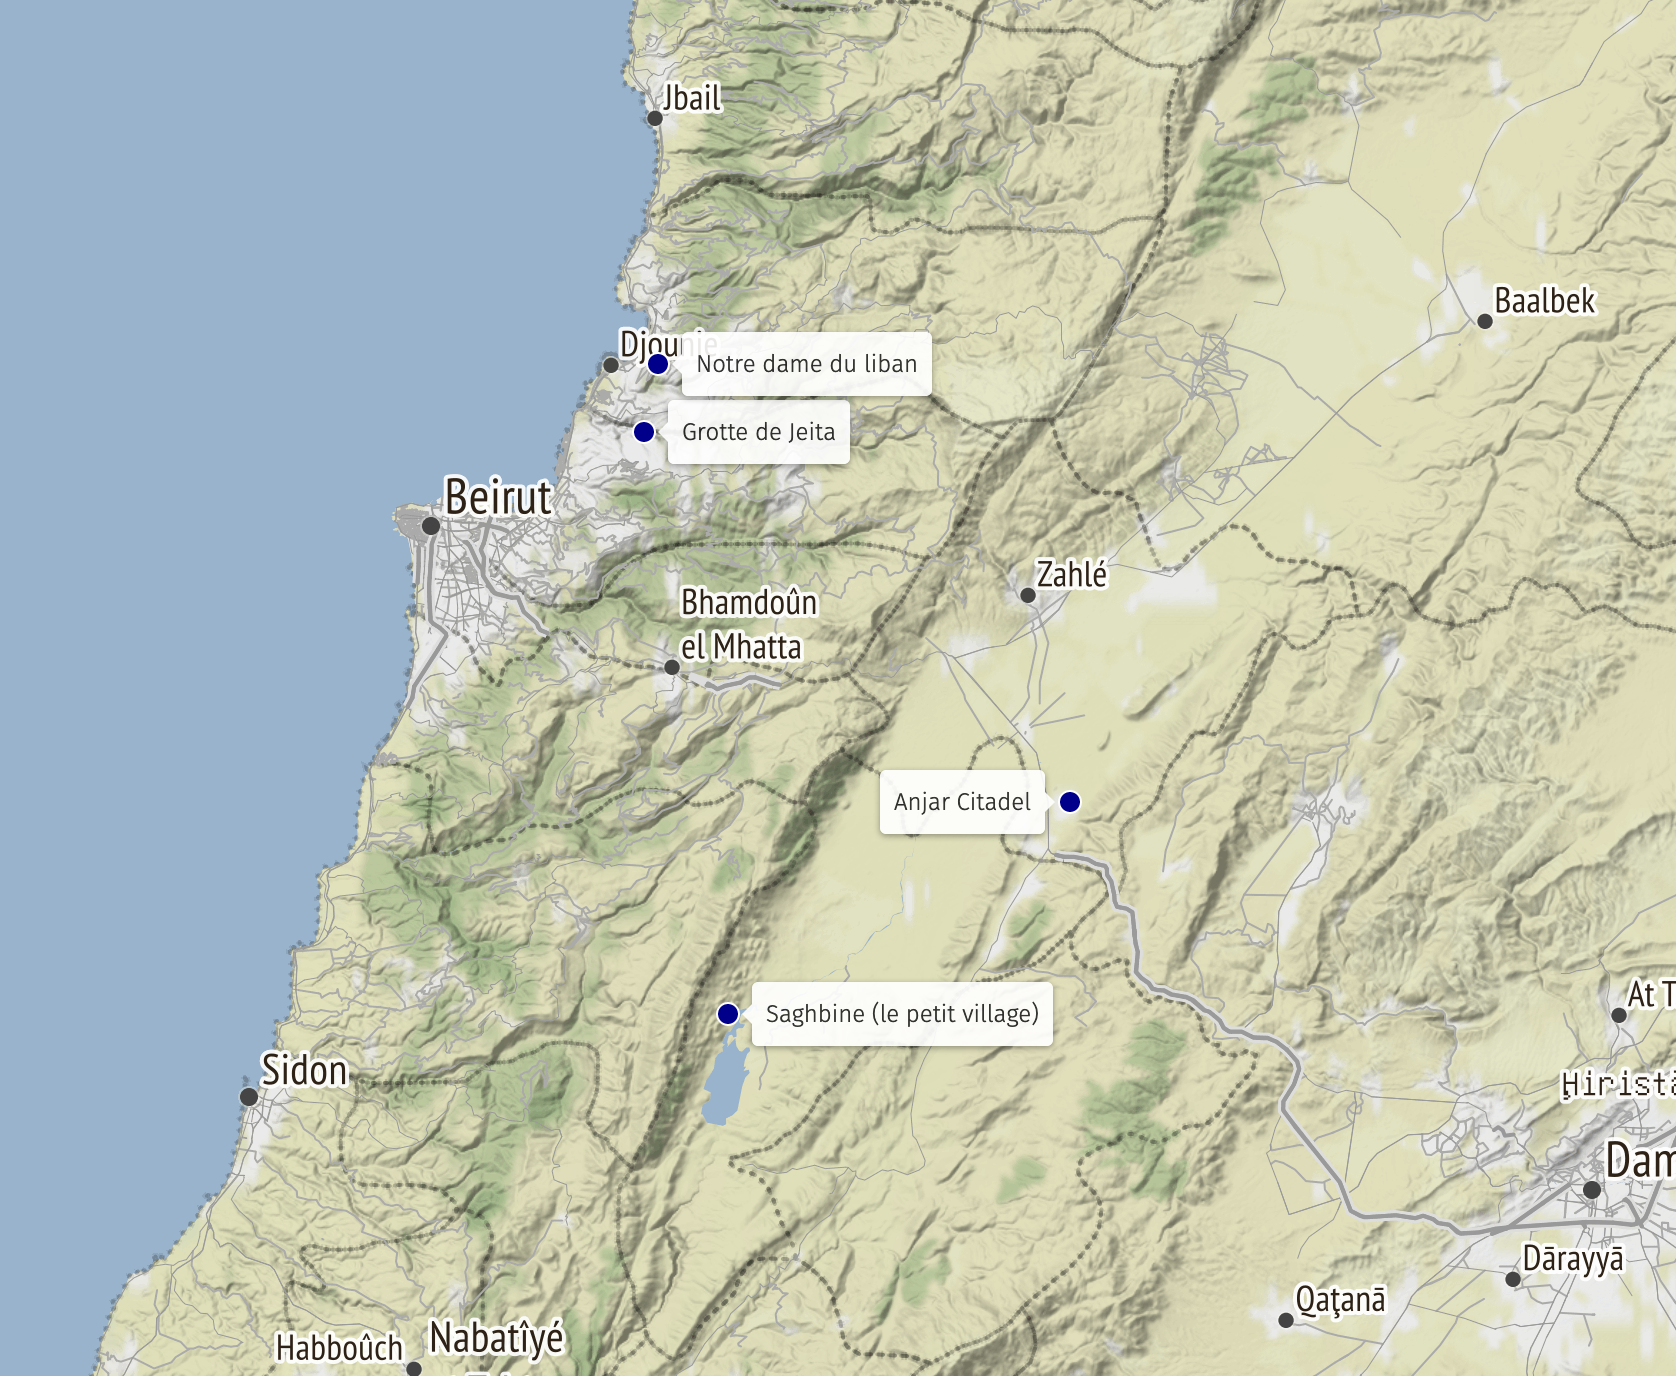 Jbail
Baalbek
Djounie
Notre dame du liban
Grotte de Jeita
Beirut
Zahlé
Bhamdoûn
el Mhatta
Anjar Citadel
At T
Saghbine (le petit village)
Sidon
Ḩiristā
Dam
Dārayyā
Qaţanā
Habboûch
Nabatîyé